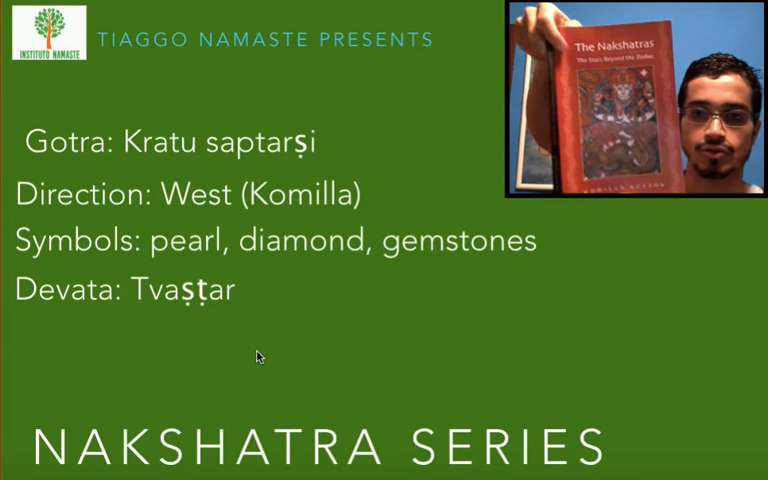 INSTITUTO NAMASTE
TIAGGO NAMASTE PRESENTS
The Nakshatras
The Stars Beyond the Zodiac
KOMILLA SUTTON
Gotra: Kratu saptarṣi
Direction: West (Komilla)
Symbols: pearl, diamond, gemstones
Devata: Tvaṣṭar
NAKSHATRA SERIES